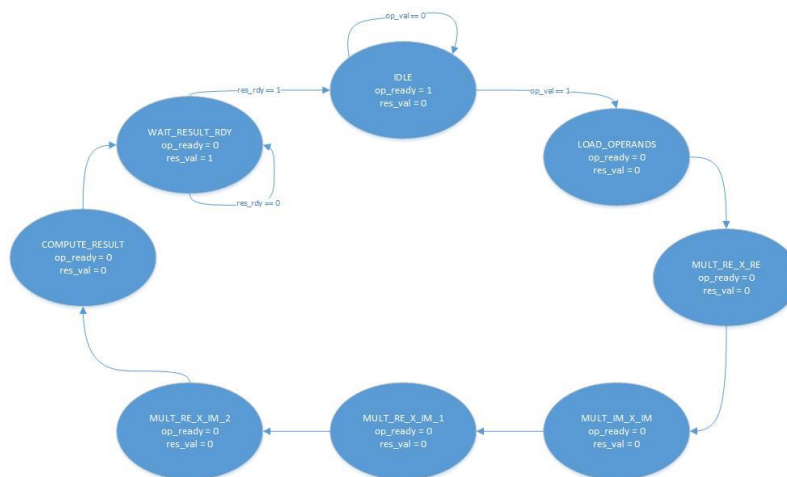 op_val == 0
IDLE
op_ready = 1
res_val = 0
res_rdy == 1
op_val == 1
WAIT_RESULT_RDY
op_ready = 0
res_val = 1
res_rdy == 0
LOAD_OPERANDS
op_ready = 0
res_val = 0
COMPUTE_RESULT
op_ready = 0
res_val = 0
MULT_RE_X_RE
op_ready = 0
res_val = 0
MULT_RE_X_IM_2
op_ready = 0
res_val = 0
MULT_RE_X_IM_1
op_ready = 0
res_val = 0
MULT_IM_X_IM
op_ready = 0
res_val = 0